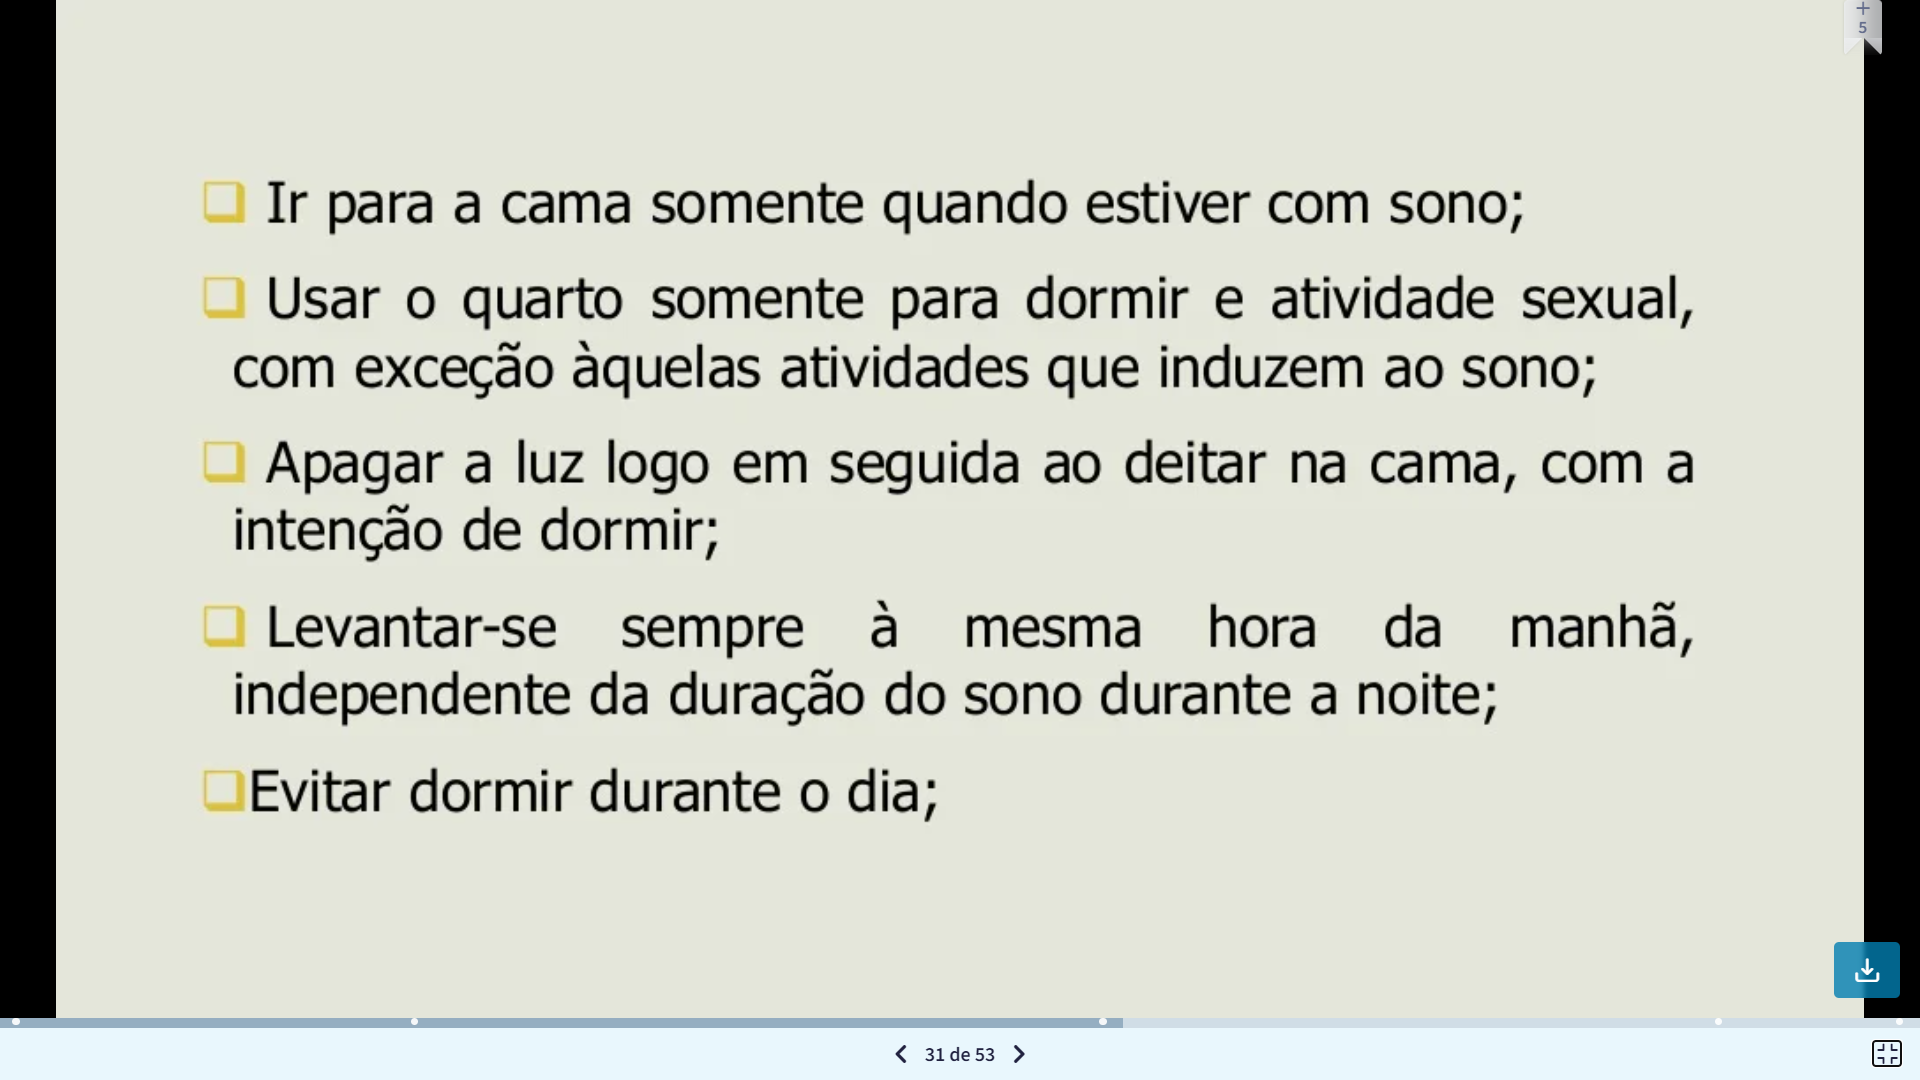 +
5
Ir para a cama somente quando estiver com sono;
Usar o quarto somente para dormir e atividade sexual,
com exceção àquelas atividades que induzem ao sono;
Apagar a luz logo em seguida ao deitar na cama, com a
intenção de dormir;
Levantar-se sempre à mesma hora da manhã,
independente da duração do sono durante a noite;
Evitar dormir durante o dia;
31 de 53